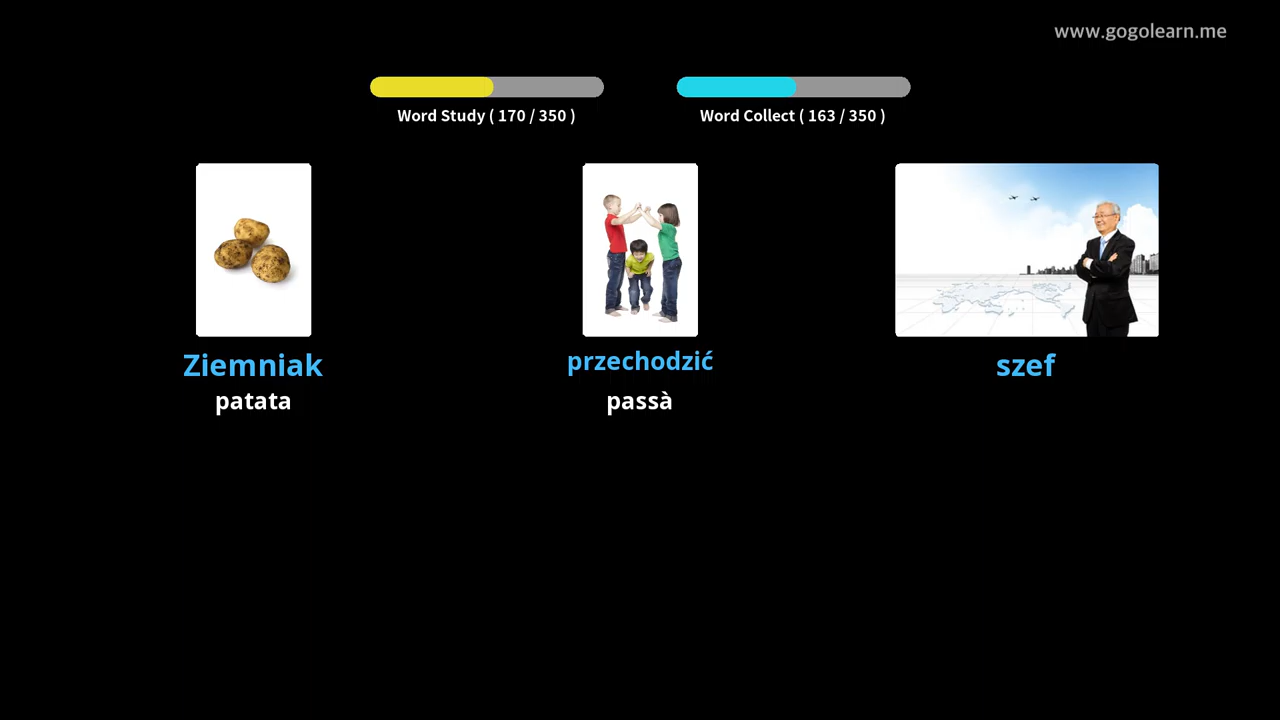 www.gogolearn.me
Word Study ( 170 / 350 )
Word Collect ( 163 / 350 )
Ziemniak
patata
przechodzić
passà
szef